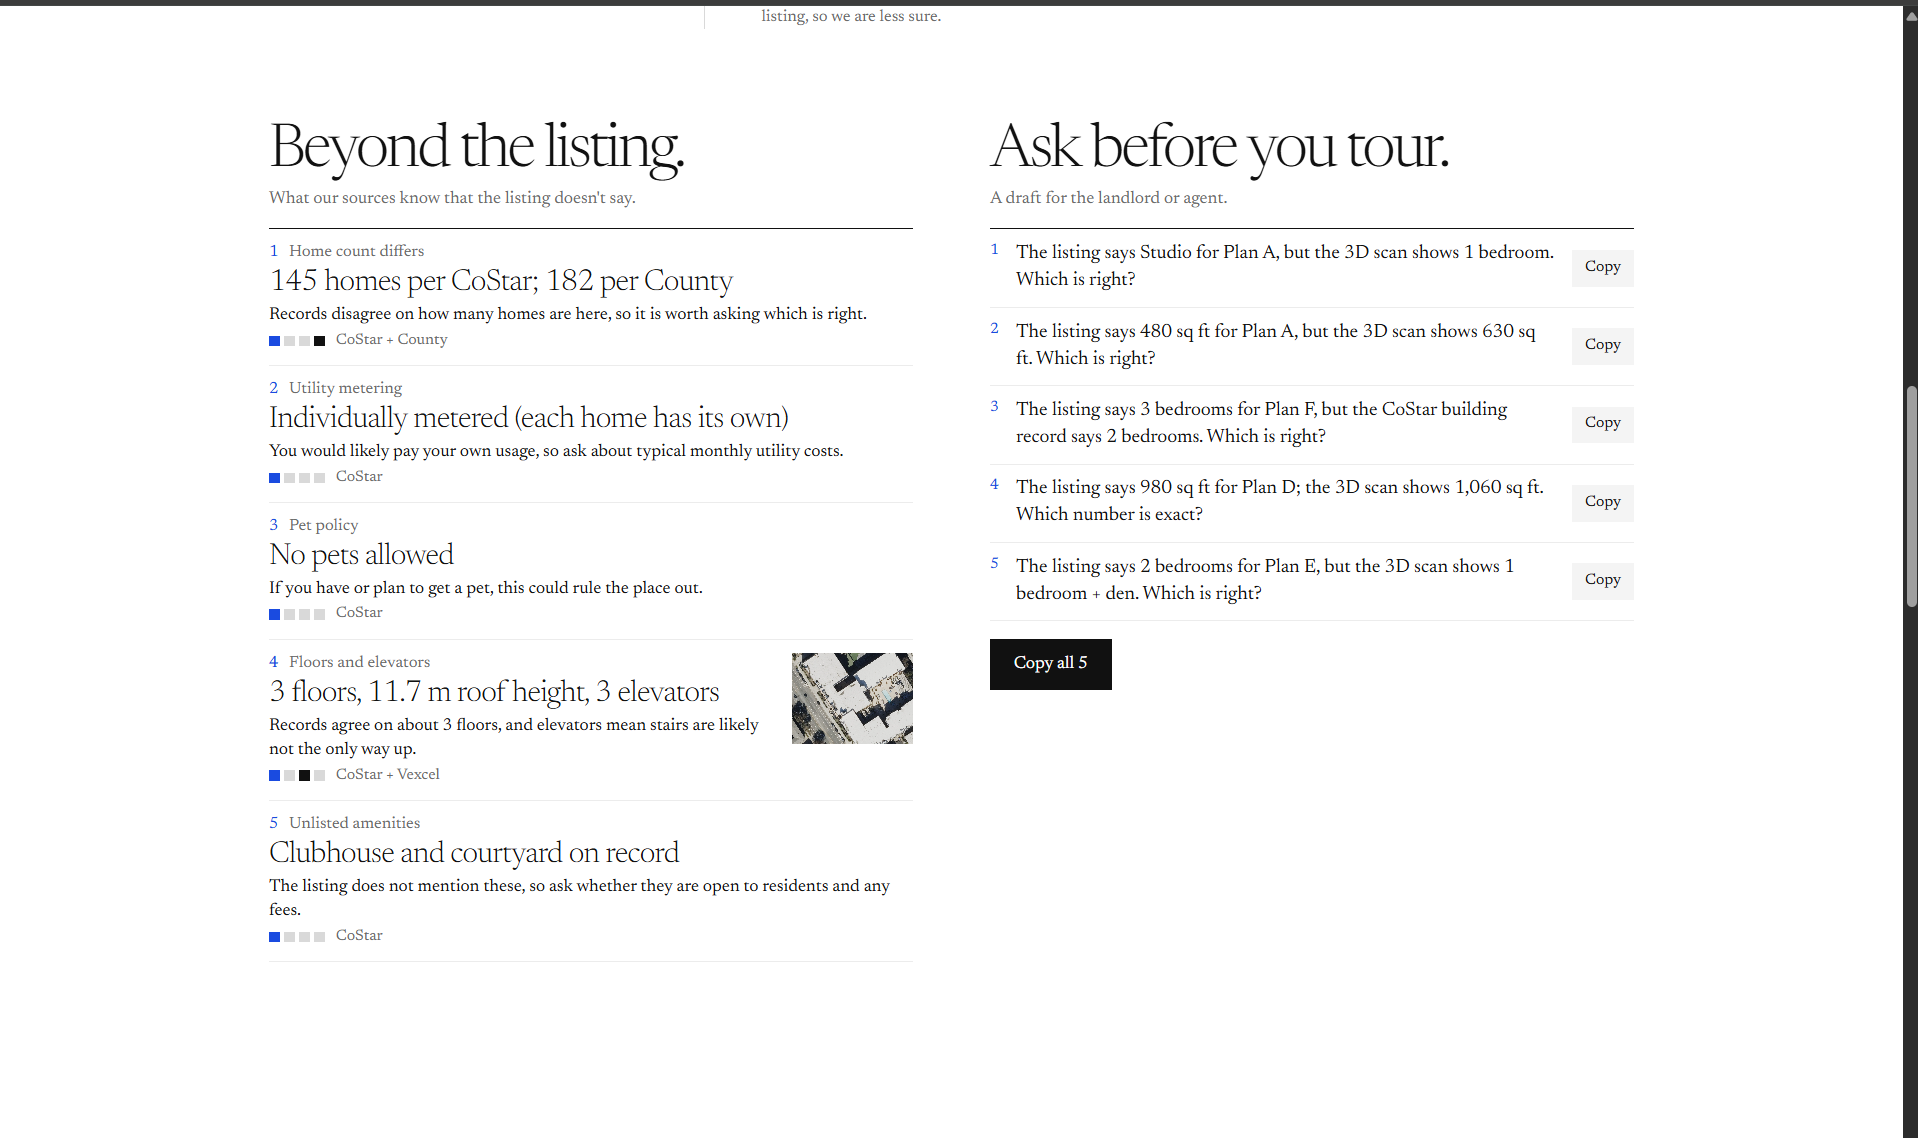 listing, so we are less sure.
Beyond the listing.
What our sources know that the listing doesn't say.
1 Home count differs
145 homes per CoStar; 182 per County
Records disagree on how many homes are here, so it is worth asking which is right.
CoStar + County
2 Utility metering
Individually metered (each home has its own)
You would likely pay your own usage, so ask about typical monthly utility costs.
CoStar
3 Pet policy
No pets allowed
If you have or plan to get a pet, this could rule the place out.
CoStar
4 Floors and elevators
3 floors, 11.7 m roof height, 3 elevators
Records agree on about 3 floors, and elevators mean stairs are likely
not the only way up.
CoStar + Vexcel
5 Unlisted amenities
Clubhouse and courtyard on record
The listing does not mention these, so ask whether they are open to residents and any
fees.
CoStar
Ask before you tour.
A draft for the landlord or agent.
1 The listing says Studio for Plan A, but the 3D scan shows 1 bedroom.
Which is right?
Copy
2 The listing says 480 sq ft for Plan A, but the 3D scan shows 630 sq
ft. Which is right?
Copy
3 The listing says 3 bedrooms for Plan F, but the CoStar building
record says 2 bedrooms. Which is right?
Copy
4 The listing says 980 sq ft for Plan D; the 3D scan shows 1,060 sq ft.
Which number is exact?
Copy
5 The listing says 2 bedrooms for Plan E, but the 3D scan shows 1
bedroom + den. Which is right?
Copy
Copy all 5